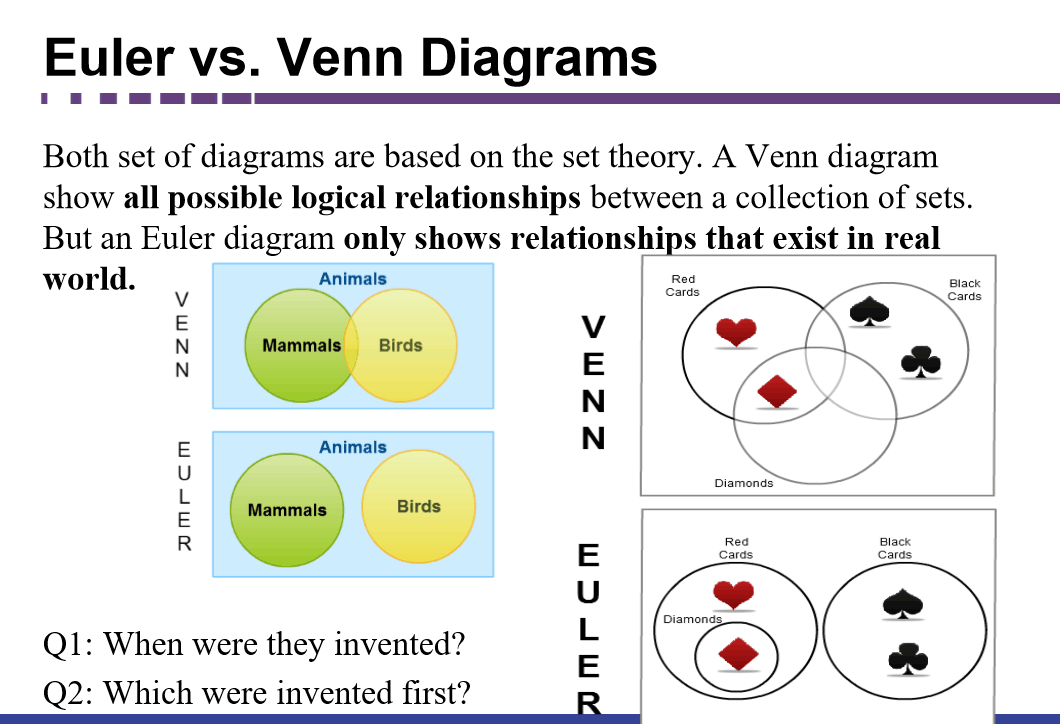 Euler vs. Venn Diagrams
Both set of diagrams are based on the set theory. A Venn diagram
show all possible logical relationships between a collection of sets.
But an Euler diagram only shows relationships that exist in real
world.
VENN
Animals
Mammals Birds
EULER
Animals
Mammals Birds
VENN
Red
Cards
Black
Cards
Diamonds
EULER
Red
Cards
Black
Cards
Diamonds
Q1: When were they invented?
Q2: Which were invented first?